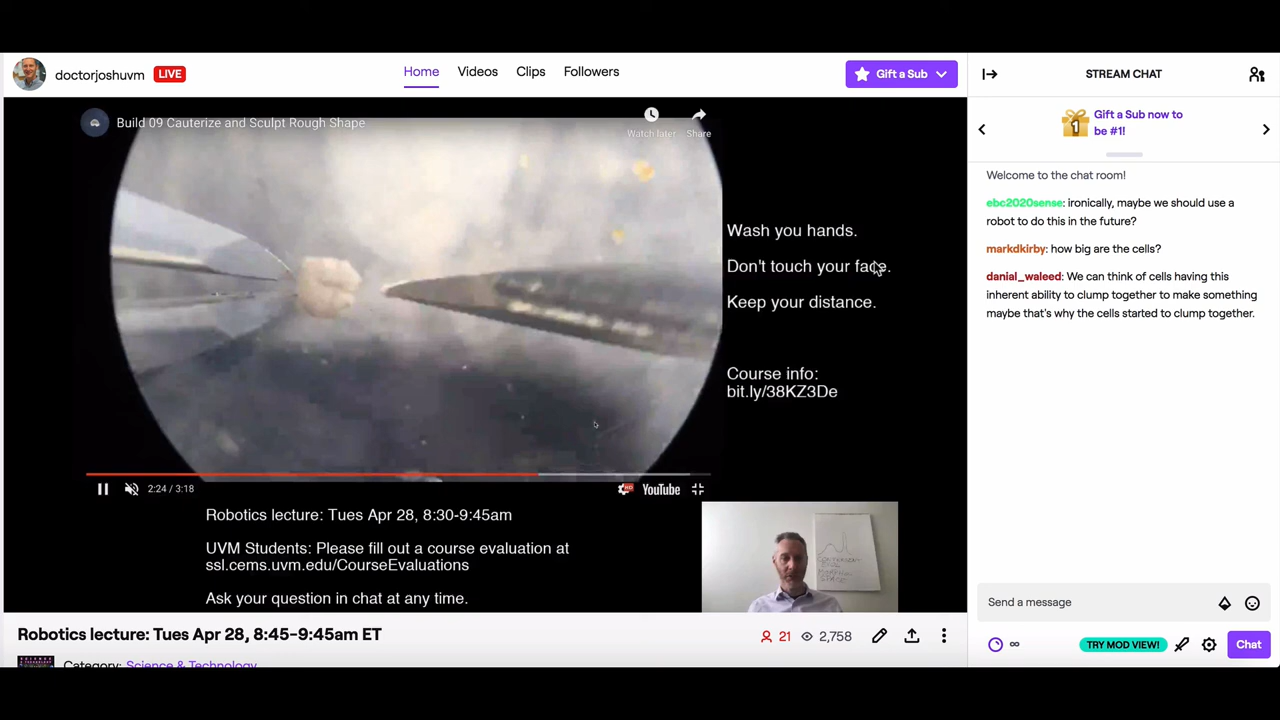 doctorjoshuvm
LIVE
Home
Videos
Clips
Followers
Gift a Sub
Build 09 Cauterize and Sculpt Rough Shape
Watch later
Share
Wash you hands.
Don't touch your face.
Keep your distance.
Course info:
bit.ly/38KZ3De
2:24 / 3:18
HD
YouTube
Robotics lecture: Tues Apr 28, 8:30-9:45am
UVM Students: Please fill out a course evaluation at
ssl.cems.uvm.edu/CourseEvaluations
Ask your question in chat at any time.
Robotics lecture: Tues Apr 28, 8:45-9:45am ET
21
2,758
Category: Science & Technology
STREAM CHAT
1
Gift a Sub now to
be #1!
Welcome to the chat room!
ebc2020sense: ironically, maybe we should use a
robot to do this in the future?
markdkirby: how big are the cells?
danial_waleed: We can think of cells having this
inherent ability to clump together to make something
maybe that's why the cells started to clump together.
Send a message
∞
TRY MOD VIEW!
Chat